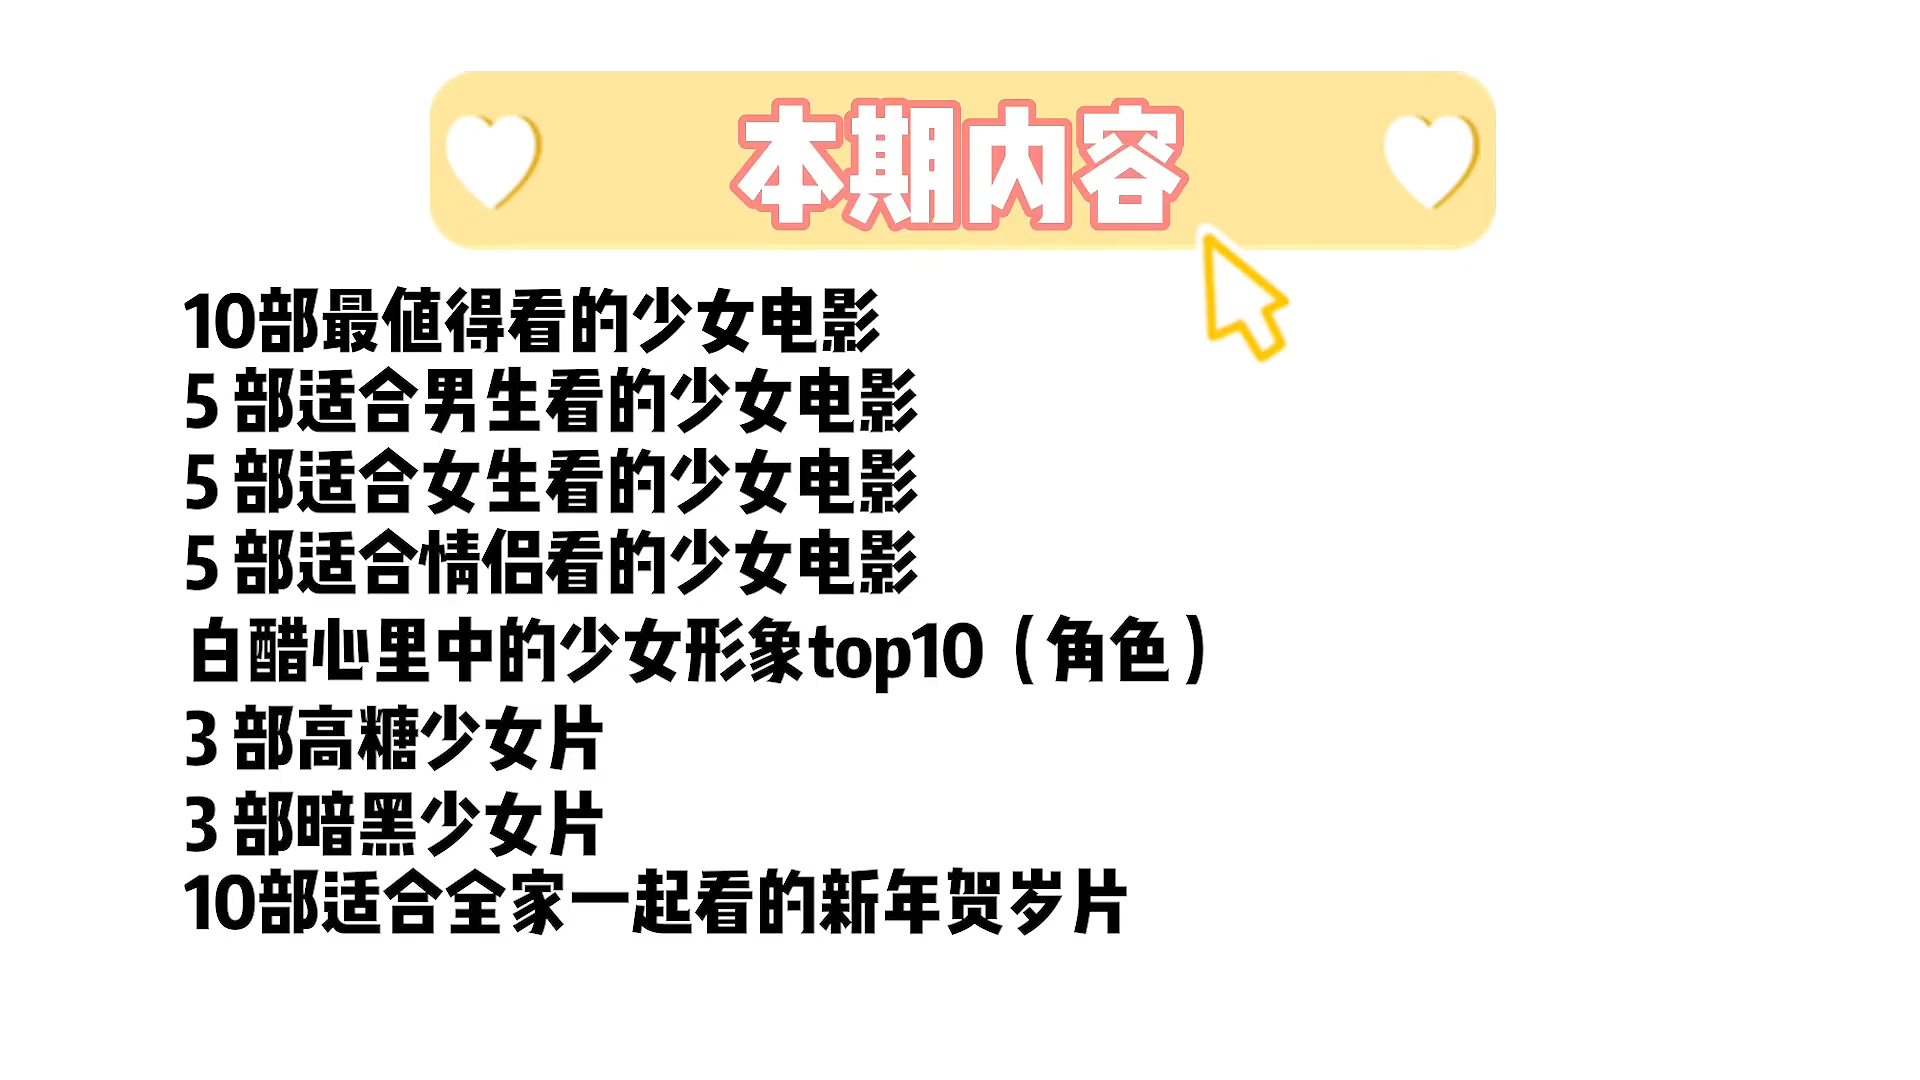 本期内容
10部最值得看的少女电影
5部适合男生看的少女电影
5部适合女生看的少女电影
5部适合情侣看的少女电影
白醋心里中的少女形象top10（角色）
3部高糖少女片
3部暗黑少女片
10部适合全家一起看的新年贺岁片